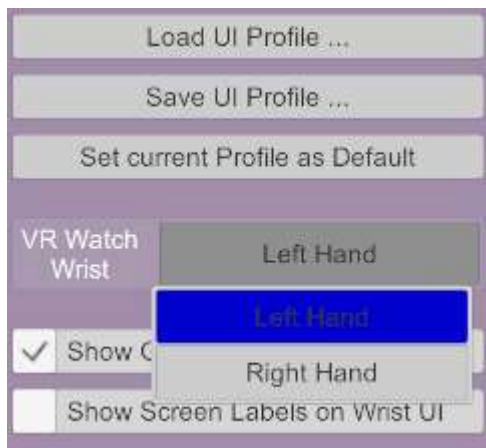 Load UI Profile ...
Save UI Profile ...
Set current Profile as Default
VR Watch
Wrist
Left Hand
Left Hand
Show
Right Hand
Show Screen Labels on Wrist UI